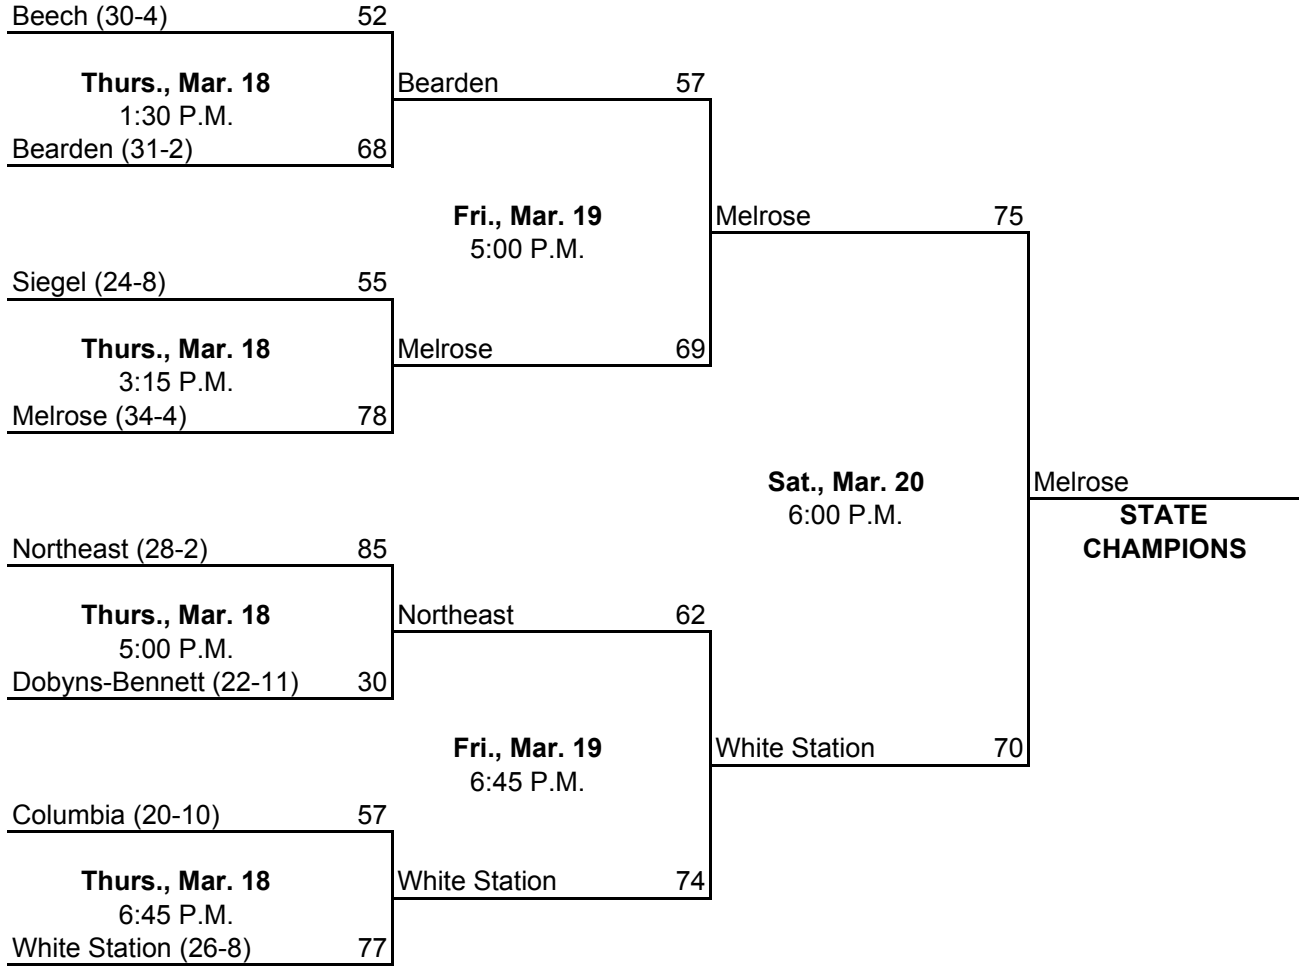 Beech (30-4) 52
Thurs., Mar. 18
1:30 P.M.
Bearden (31-2) 68
Bearden 57
Fri., Mar. 19
5:00 P.M.
Siegel (24-8) 55
Thurs., Mar. 18
3:15 P.M.
Melrose (34-4) 78
Melrose 69
Melrose 75
Sat., Mar. 20
6:00 P.M.
Melrose
STATE
CHAMPIONS
Northeast (28-2) 85
Thurs., Mar. 18
5:00 P.M.
Dobyns-Bennett (22-11) 30
Northeast 62
Fri., Mar. 19
6:45 P.M.
White Station 70
Columbia (20-10) 57
Thurs., Mar. 18
6:45 P.M.
White Station (26-8) 77
White Station 74